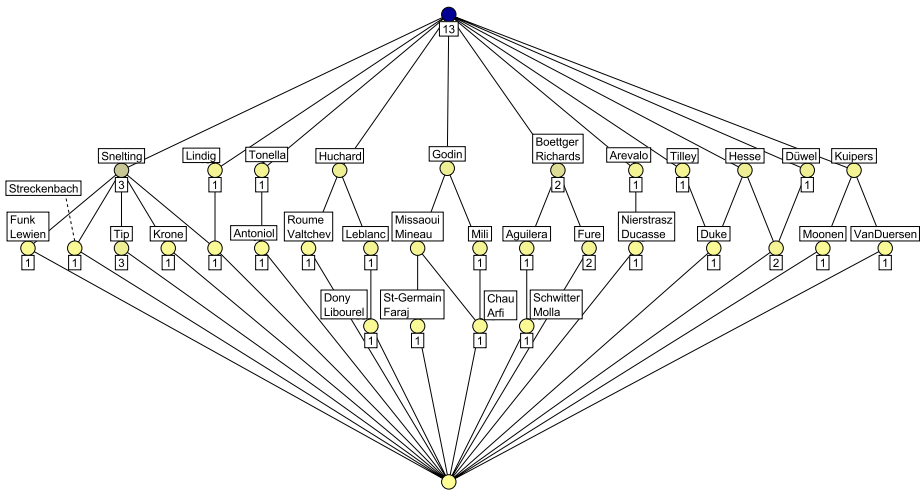 13
Snelting
Lindig
Tonella
Huchard
Godin
Boettger
Richards
Arevalo
Tilley
Hesse
Düwel
Kuipers
3
1
1
2
1
1
1
Streckenbach
Funk
Lewien
Tip
Krone
Antoniol
Roume
Valtchev
Leblanc
Missaoui
Mineau
Mili
Aguilera
Fure
Nierstrasz
Ducasse
Duke
Moonen
VanDuersen
1
1
3
1
1
1
1
1
1
1
2
1
1
2
1
1
Dony
Libourel
St-Germain
Faraj
Chau
Arfi
Schwitter
Molla
1
1
1
1